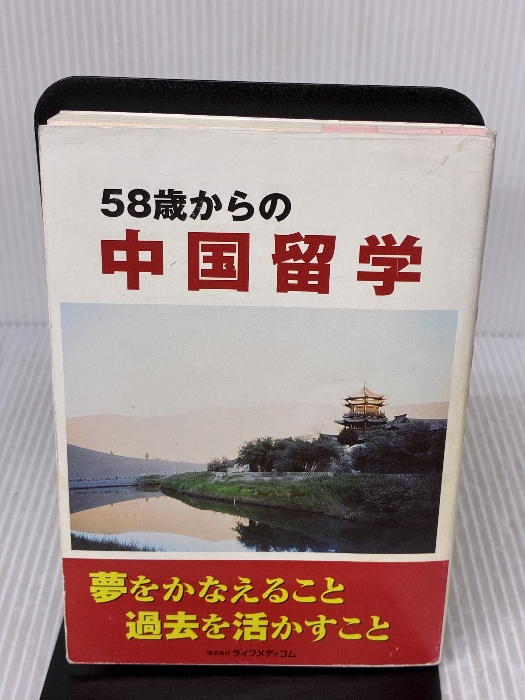 58歳からの
中国留学
夢をかなえること
過去を活かすこと
株式会社 ライフメディコム